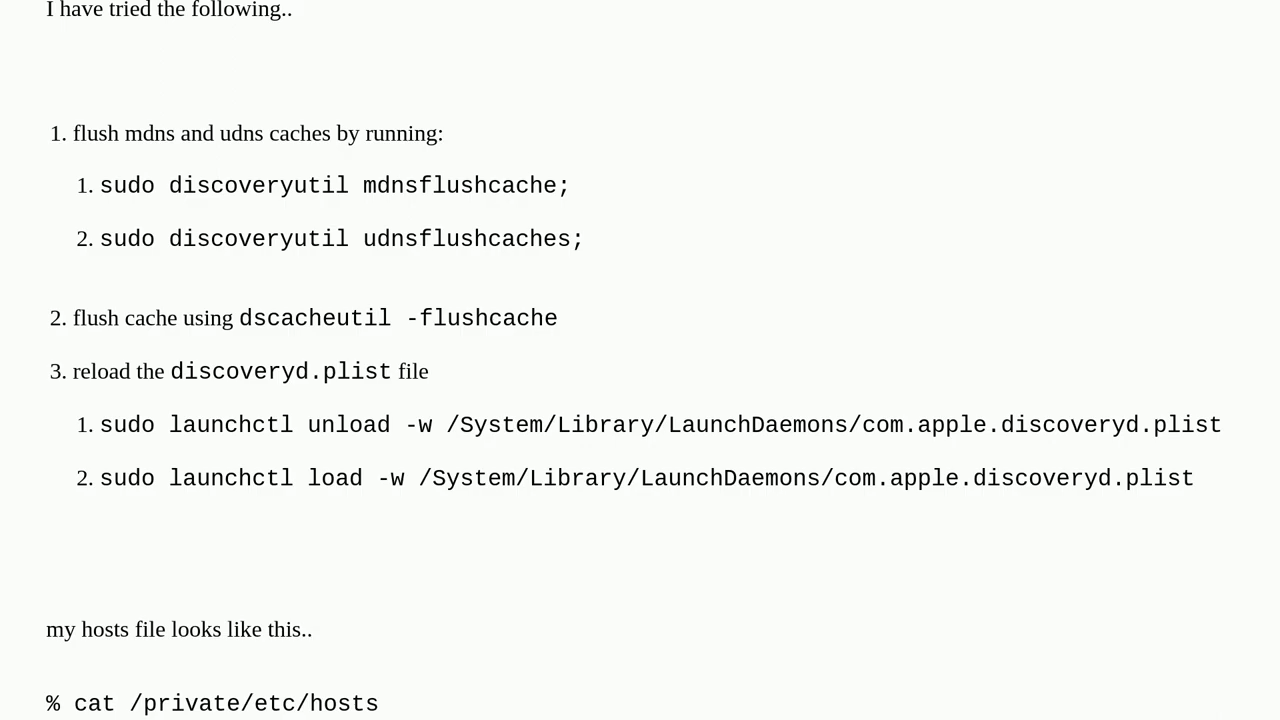 I have tried the following..
1. flush mdns and udns caches by running:
1. sudo discoveryutil mdnsflushcache;
2. sudo discoveryutil udnsflushcaches;
2. flush cache using dscacheutil -flushcache
3. reload the discoveryd.plist file
1. sudo launchctl unload -w /System/Library/LaunchDaemons/com.apple.discoveryd.plist
2. sudo launchctl load -w /System/Library/LaunchDaemons/com.apple.discoveryd.plist
my hosts file looks like this..
% cat /private/etc/hosts